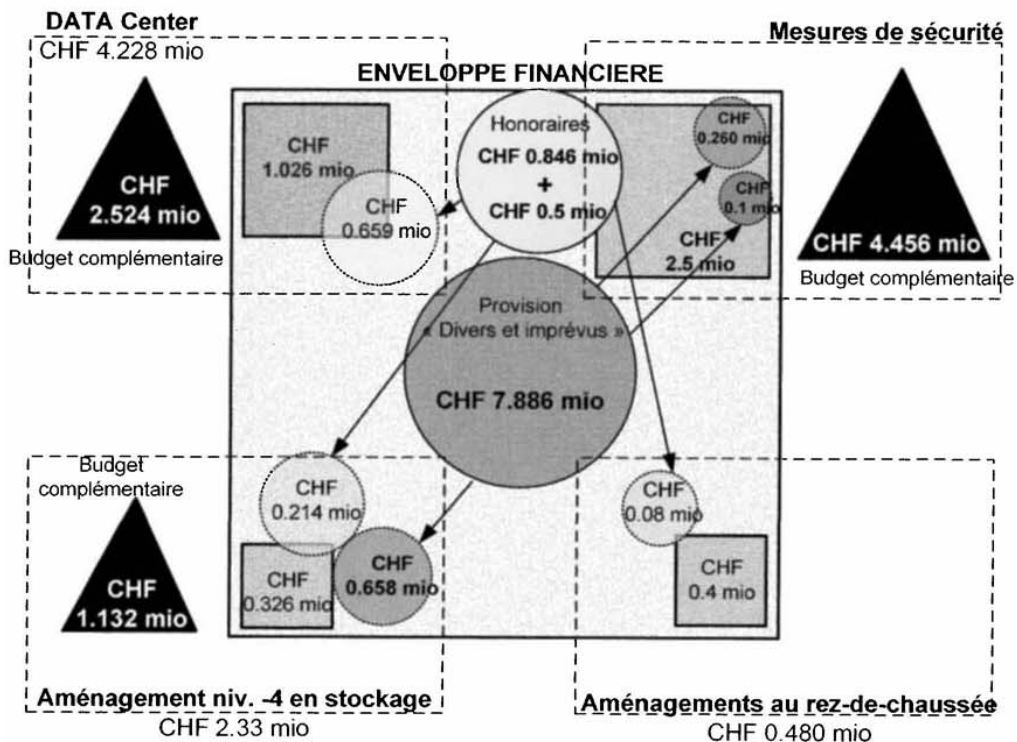 DATA Center
CHF 4.228 mio
Mesures de sécurité
ENVELOPPE FINANCIERE
CHF
2.524 mio
Budget complémentaire
CHF
1.026 mio
CHF
0.659 mio
Honoraires
CHF 0.846 mio
+
CHF 0.5 mio
CHF
0.260 mio
CHF
0.1 mio
CHF
2.5 mio
CHF 4.456 mio
Budget complémentaire
Provision
« Divers et imprévus »
CHF 7.886 mio
Budget
complémentaire
CHF
1.132 mio
CHF
0.214 mio
CHF
0.326 mio
CHF
0.658 mio
CHF
0.08 mio
CHF
0.4 mio
Aménagement niv. -4 en stockage
CHF 2.33 mio
Aménagements au rez-de-chaussée
CHF 0.480 mio